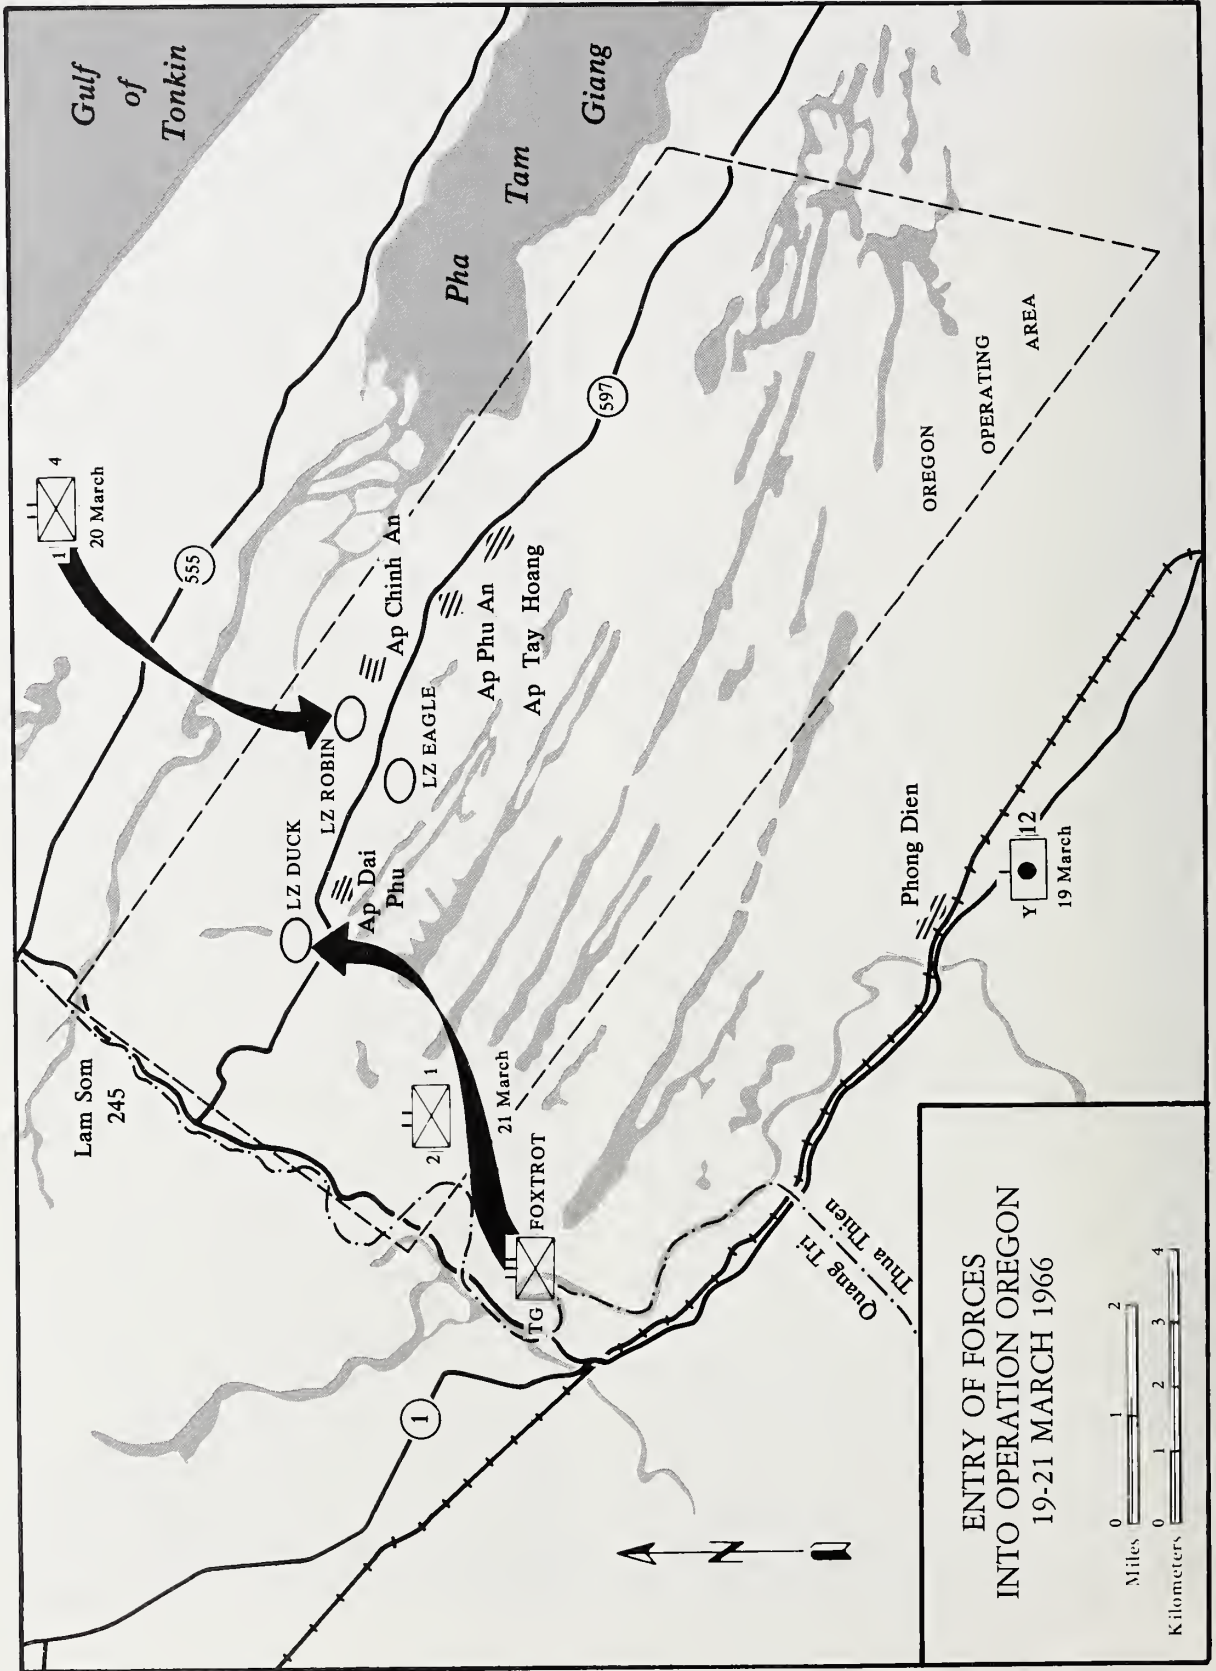 Gulf
of
Tonkin
Pha
Tam
Giang
1
4
20 March
555
597
Lam Som
245
LZ DUCK
LZ ROBIN
LZ EAGLE
Ap Chinh An
Ap Phu An
Ap Tay Hoang
Ap Dai
Phu
2
1
21 March
TG
FOXTROT
OREGON
OPERATING
AREA
1
Phong Dien
Y
12
19 March
Quang Tri
Thua Thien
N
ENTRY OF FORCES
INTO OPERATION OREGON
19-21 MARCH 1966
0 1 2
Miles
0 1 2 3 4
Kilometers